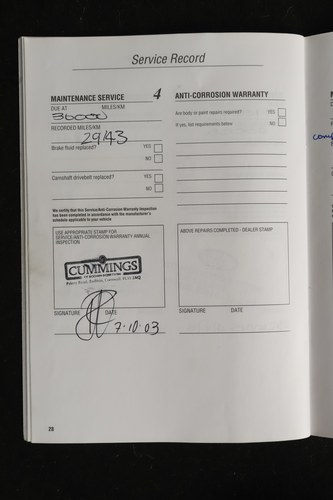 Service Record
MAINTENANCE SERVICE 4
DUE AT MILES/KM
36000
RECORDED MILES/KM
29143
Brake fluid replaced? YES
NO
Camshaft drivebelt replaced? YES
NO
We certify that this Service/Anti-Corrosion Warranty Inspection
has been completed in accordance with the manufacturer's
schedule applicable to your vehicle
USE APPROPRIATE STAMP FOR
SERVICE/ANTI-CORROSION WARRANTY ANNUAL
INSPECTION
CUMMINGS
SIGNATURE DATE
7-10-03
ANTI-CORROSION WARRANTY
Are body or paint repairs required? YES
If yes, list requirements below NO
ABOVE REPAIRS COMPLETED - DEALER STAMP
SIGNATURE DATE
28